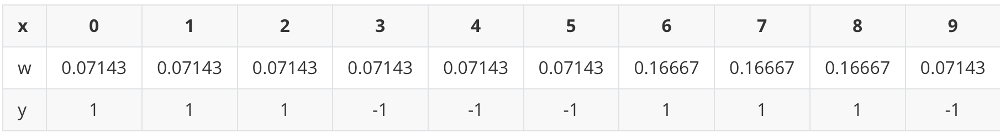 x 0 1 2 3 4 5 6 7 8 9
w 0.07143 0.07143 0.07143 0.07143 0.07143 0.07143 0.16667 0.16667 0.16667 0.07143
y 1 1 1 -1 -1 -1 1 1 1 -1